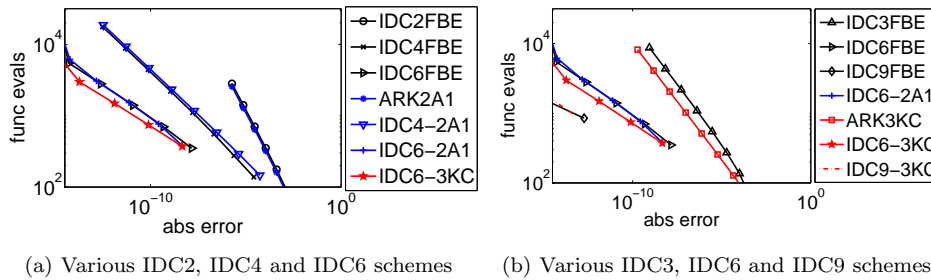 func evals
10^4
10^2
10^-10
10^0
abs error
IDC2FBE
IDC4FBE
IDC6FBE
ARK2A1
IDC4-2A1
IDC6-2A1
IDC6-3KC
(a) Various IDC2, IDC4 and IDC6 schemes
func evals
10^4
10^2
10^-10
10^0
abs error
IDC3FBE
IDC6FBE
IDC9FBE
IDC6-2A1
ARK3KC
IDC6-3KC
IDC9-3KC
(b) Various IDC3, IDC6 and IDC9 schemes